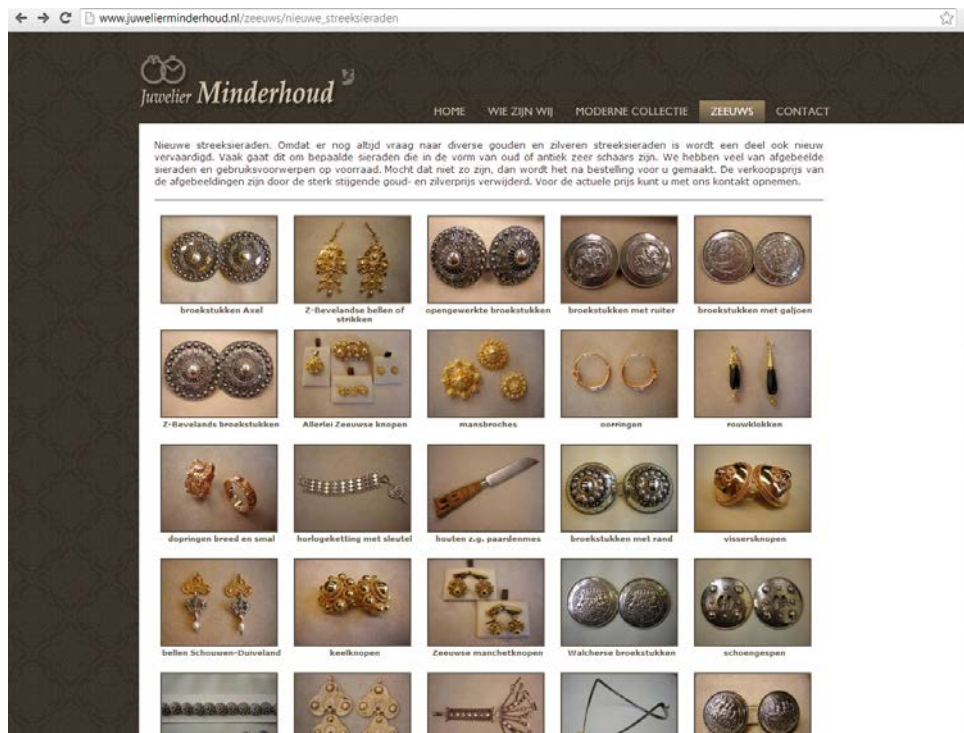 www.juwelierminderhoud.nl/zeeuws/nieuwe_streeksieraden
Juwelier Minderhoud
HOME WIE ZIJN WIJ MODERNE COLLECTIE ZEEUWS CONTACT
Nieuwe streeksieraden. Omdat er nog altijd vraag naar diverse gouden en zilveren streeksieraden is wordt een deel ook nieuw
vervaardigd. Vaak gaat dit om bepaalde sieraden die in de vorm van oud of antiek zeer schaars zijn. We hebben veel van afgebeelde
sieraden en gebruiksvoorwerpen op voorraad. Mocht dat niet zo zijn, dan wordt het na bestelling voor u gemaakt. De verkoopsprijs van
de afbeeldingen zijn door de sterk stijgende goud- en zilverprijs verwijderd. Voor de actuele prijs kunt u met ons kontakt opnemen.
broekstukken Axel
Z-Bevelandse bellen of
strikken
opengewerkte broekstukken
broekstukken met ruiter
broekstukken met galjoen
Z-Bevelands broekstukken
Allerlei Zeeuwse knopen
mansbroches
oorringen
rouwklokken
dopringen breed en smal
horlogeketting met sleutel
houten z.g. paardenmes
broekstukken met rand
vissersknopen
bellen Schouwen-Duiveland
keelknopen
Zeeuwse manchetknopen
Walcherse broekstukken
schoengespen